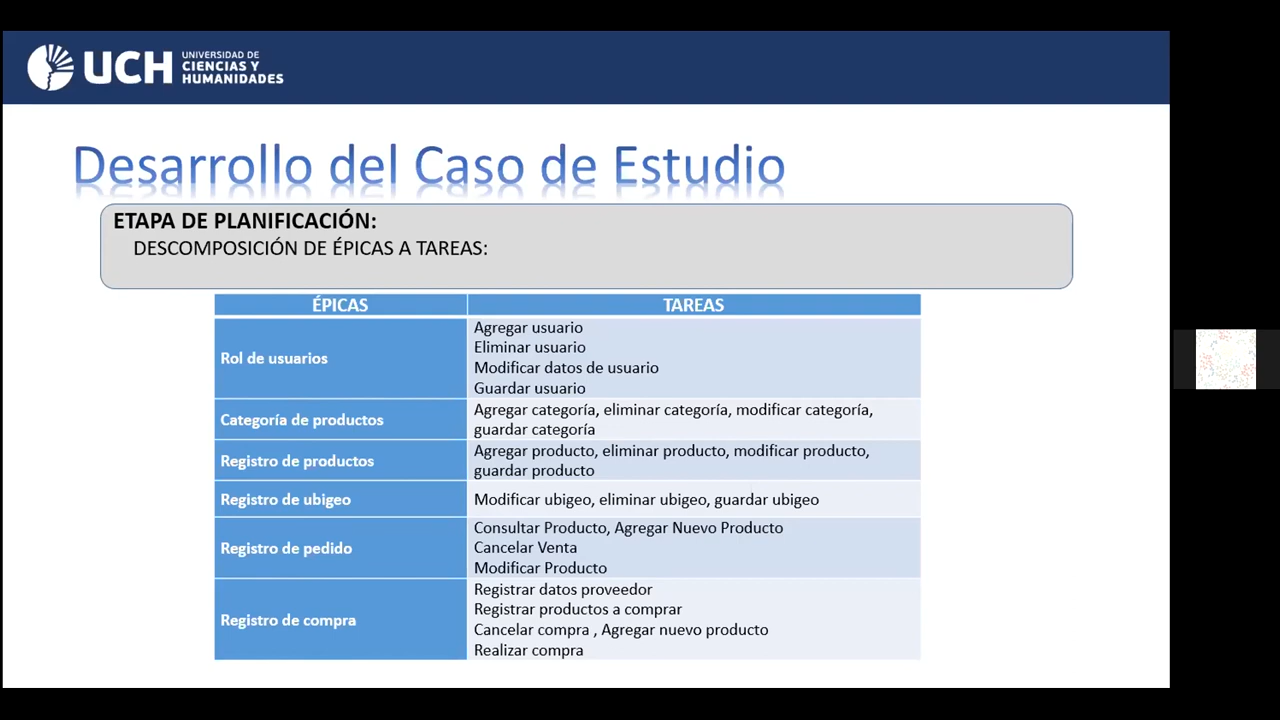 UCH
UNIVERSIDAD DE
CIENCIAS Y
HUMANIDADES
Desarrollo del Caso de Estudio
ETAPA DE PLANIFICACIÓN:
DESCOMPOSICIÓN DE ÉPICAS A TAREAS:
ÉPICAS
TAREAS
Rol de usuarios
Agregar usuario
Eliminar usuario
Modificar datos de usuario
Guardar usuario
Categoría de productos
Agregar categoría, eliminar categoría, modificar categoría,
guardar categoría
Registro de productos
Agregar producto, eliminar producto, modificar producto,
guardar producto
Registro de ubigeo
Modificar ubigeo, eliminar ubigeo, guardar ubigeo
Registro de pedido
Consultar Producto, Agregar Nuevo Producto
Cancelar Venta
Modificar Producto
Registro de compra
Registrar datos proveedor
Registrar productos a comprar
Cancelar compra , Agregar nuevo producto
Realizar compra